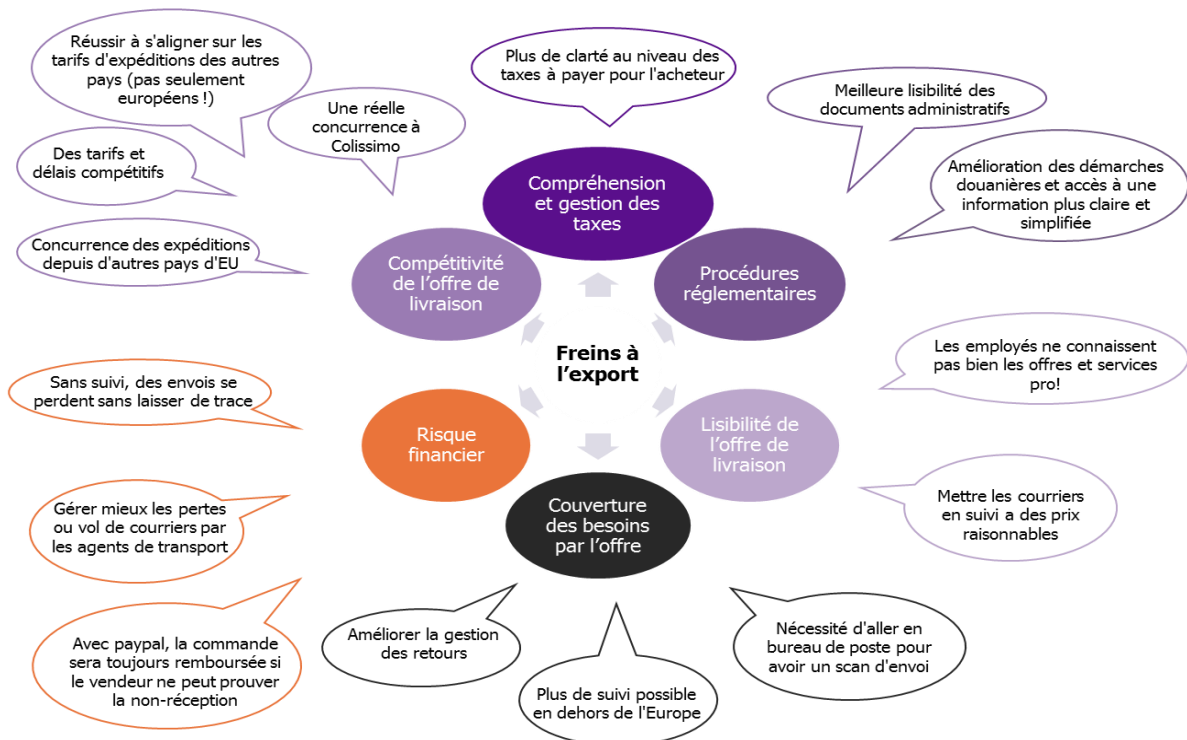 Réussir à s'aligner sur les
tarifs d'expéditions des autres
pays (pas seulement
européens !)
Une réelle
concurrence à
Colissimo
Des tarifs et
délais compétitifs
Concurrence des expéditions
depuis d'autres pays d'EU
Plus de clarté au niveau des
taxes à payer pour l'acheteur
Meilleure lisibilité des
documents administratifs
Amélioration des démarches
douanières et accès à une
information plus claire et
simplifiée
Compréhension
et gestion des
taxes
Compétitivité
de l'offre de
livraison
Procédures
réglementaires
Freins à
l'export
Risque
financier
Lisibilité de
l'offre de
livraison
Couverture
des besoins
par l'offre
Sans suivi, des envois se
perdent sans laisser de trace
Gérer mieux les pertes
ou vol de courriers par
les agents de transport
Avec paypal, la commande
sera toujours remboursée si
le vendeur ne peut prouver
la non-réception
Les employés ne connaissent
pas bien les offres et services
pro!
Mettre les courriers
en suivi a des prix
raisonnables
Améliorer la gestion
des retours
Plus de suivi possible
en dehors de l'Europe
Nécessité d'aller en
bureau de poste pour
avoir un scan d'envoi